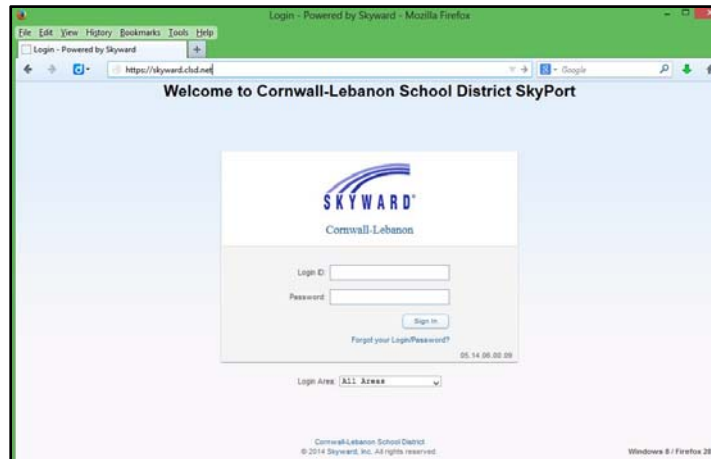 Login - Powered by Skyward - Mozilla Firefox
File Edit View History Bookmarks Tools Help
Login - Powered by Skyward
https://skyward.clsd.net
Google
Welcome to Cornwall-Lebanon School District SkyPort
SKYWARD®
Cornwall-Lebanon
Login ID:
Password:
Sign In
Forgot your Login/Password?
05.14.06.00.09
Login Area: All Areas
Cornwall-Lebanon School District
© 2014 Skyward, Inc. All rights reserved.
Windows 8 / Firefox 28